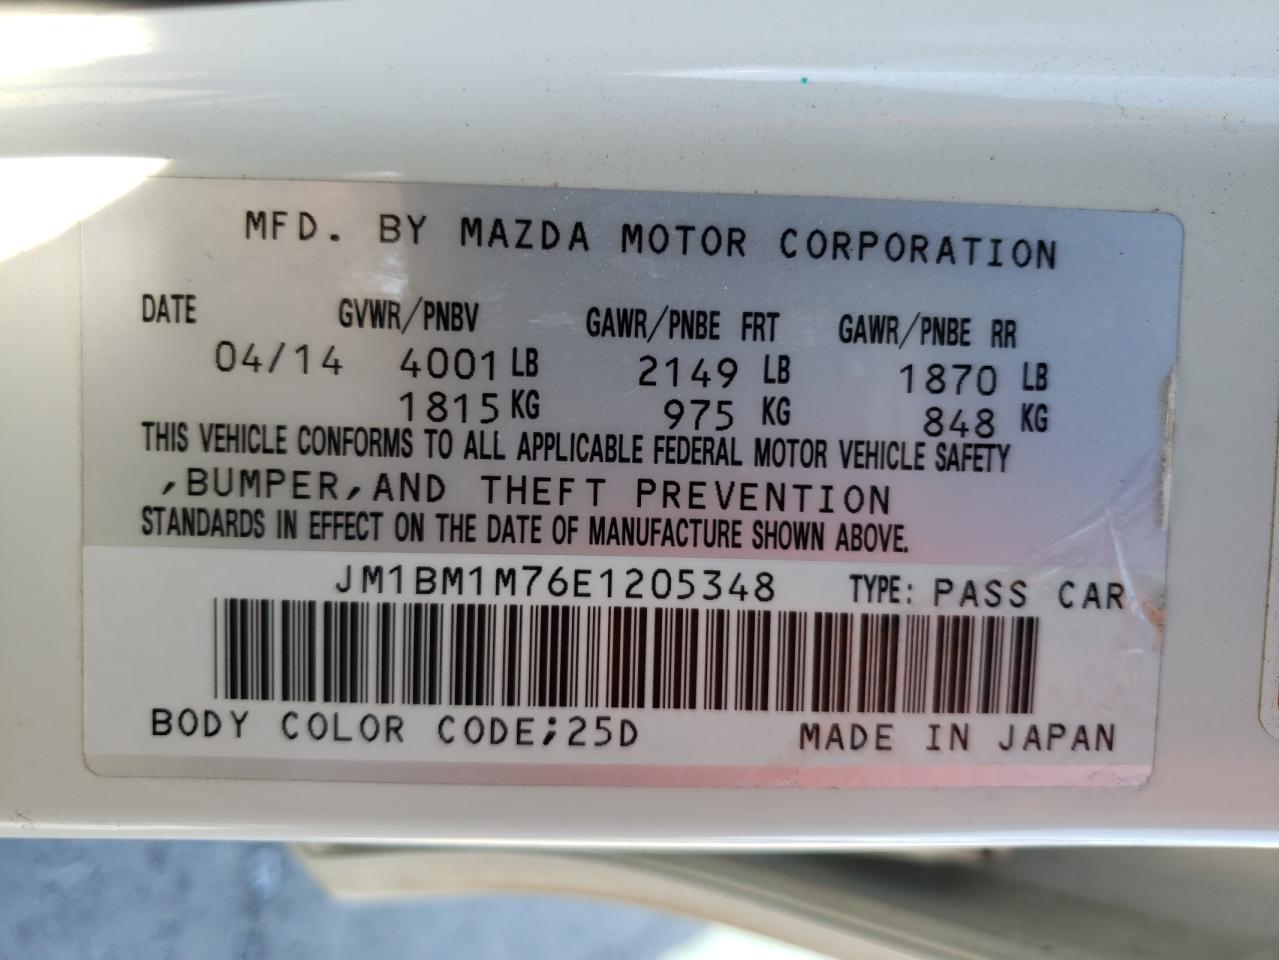 MFD. BY MAZDA MOTOR CORPORATION
DATE GVWR/PNBV GAWR/PNBE FRT GAWR/PNBE RR
04/14 4001 LB 2149 LB 1870 LB
1815 KG 975 KG 848 KG
THIS VEHICLE CONFORMS TO ALL APPLICABLE FEDERAL MOTOR VEHICLE SAFETY
,BUMPER,AND THEFT PREVENTION
STANDARDS IN EFFECT ON THE DATE OF MANUFACTURE SHOWN ABOVE.
JM1BM1M76E1205348 TYPE: PASS CAR
BODY COLOR CODE;25D MADE IN JAPAN